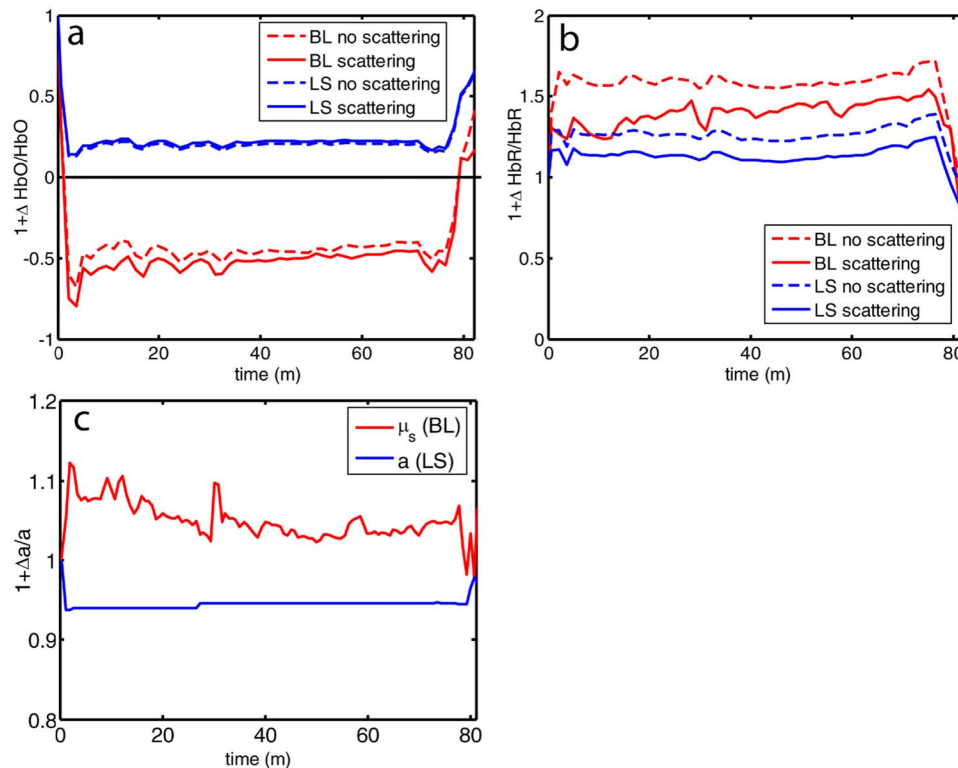 a
BL no scattering
BL scattering
LS no scattering
LS scattering
1
0.5
0
-0.5
-1
1+Δ HbO/HbO
0 20 40 60 80
time (m)
b
2
1.5
1
0.5
0
1+Δ HbR/HbR
BL no scattering
BL scattering
LS no scattering
LS scattering
0 20 40 60 80
time (m)
c
μs (BL)
a (LS)
1.2
1.1
1
0.9
0.8
1+Δa/a
0 20 40 60 80
time (m)